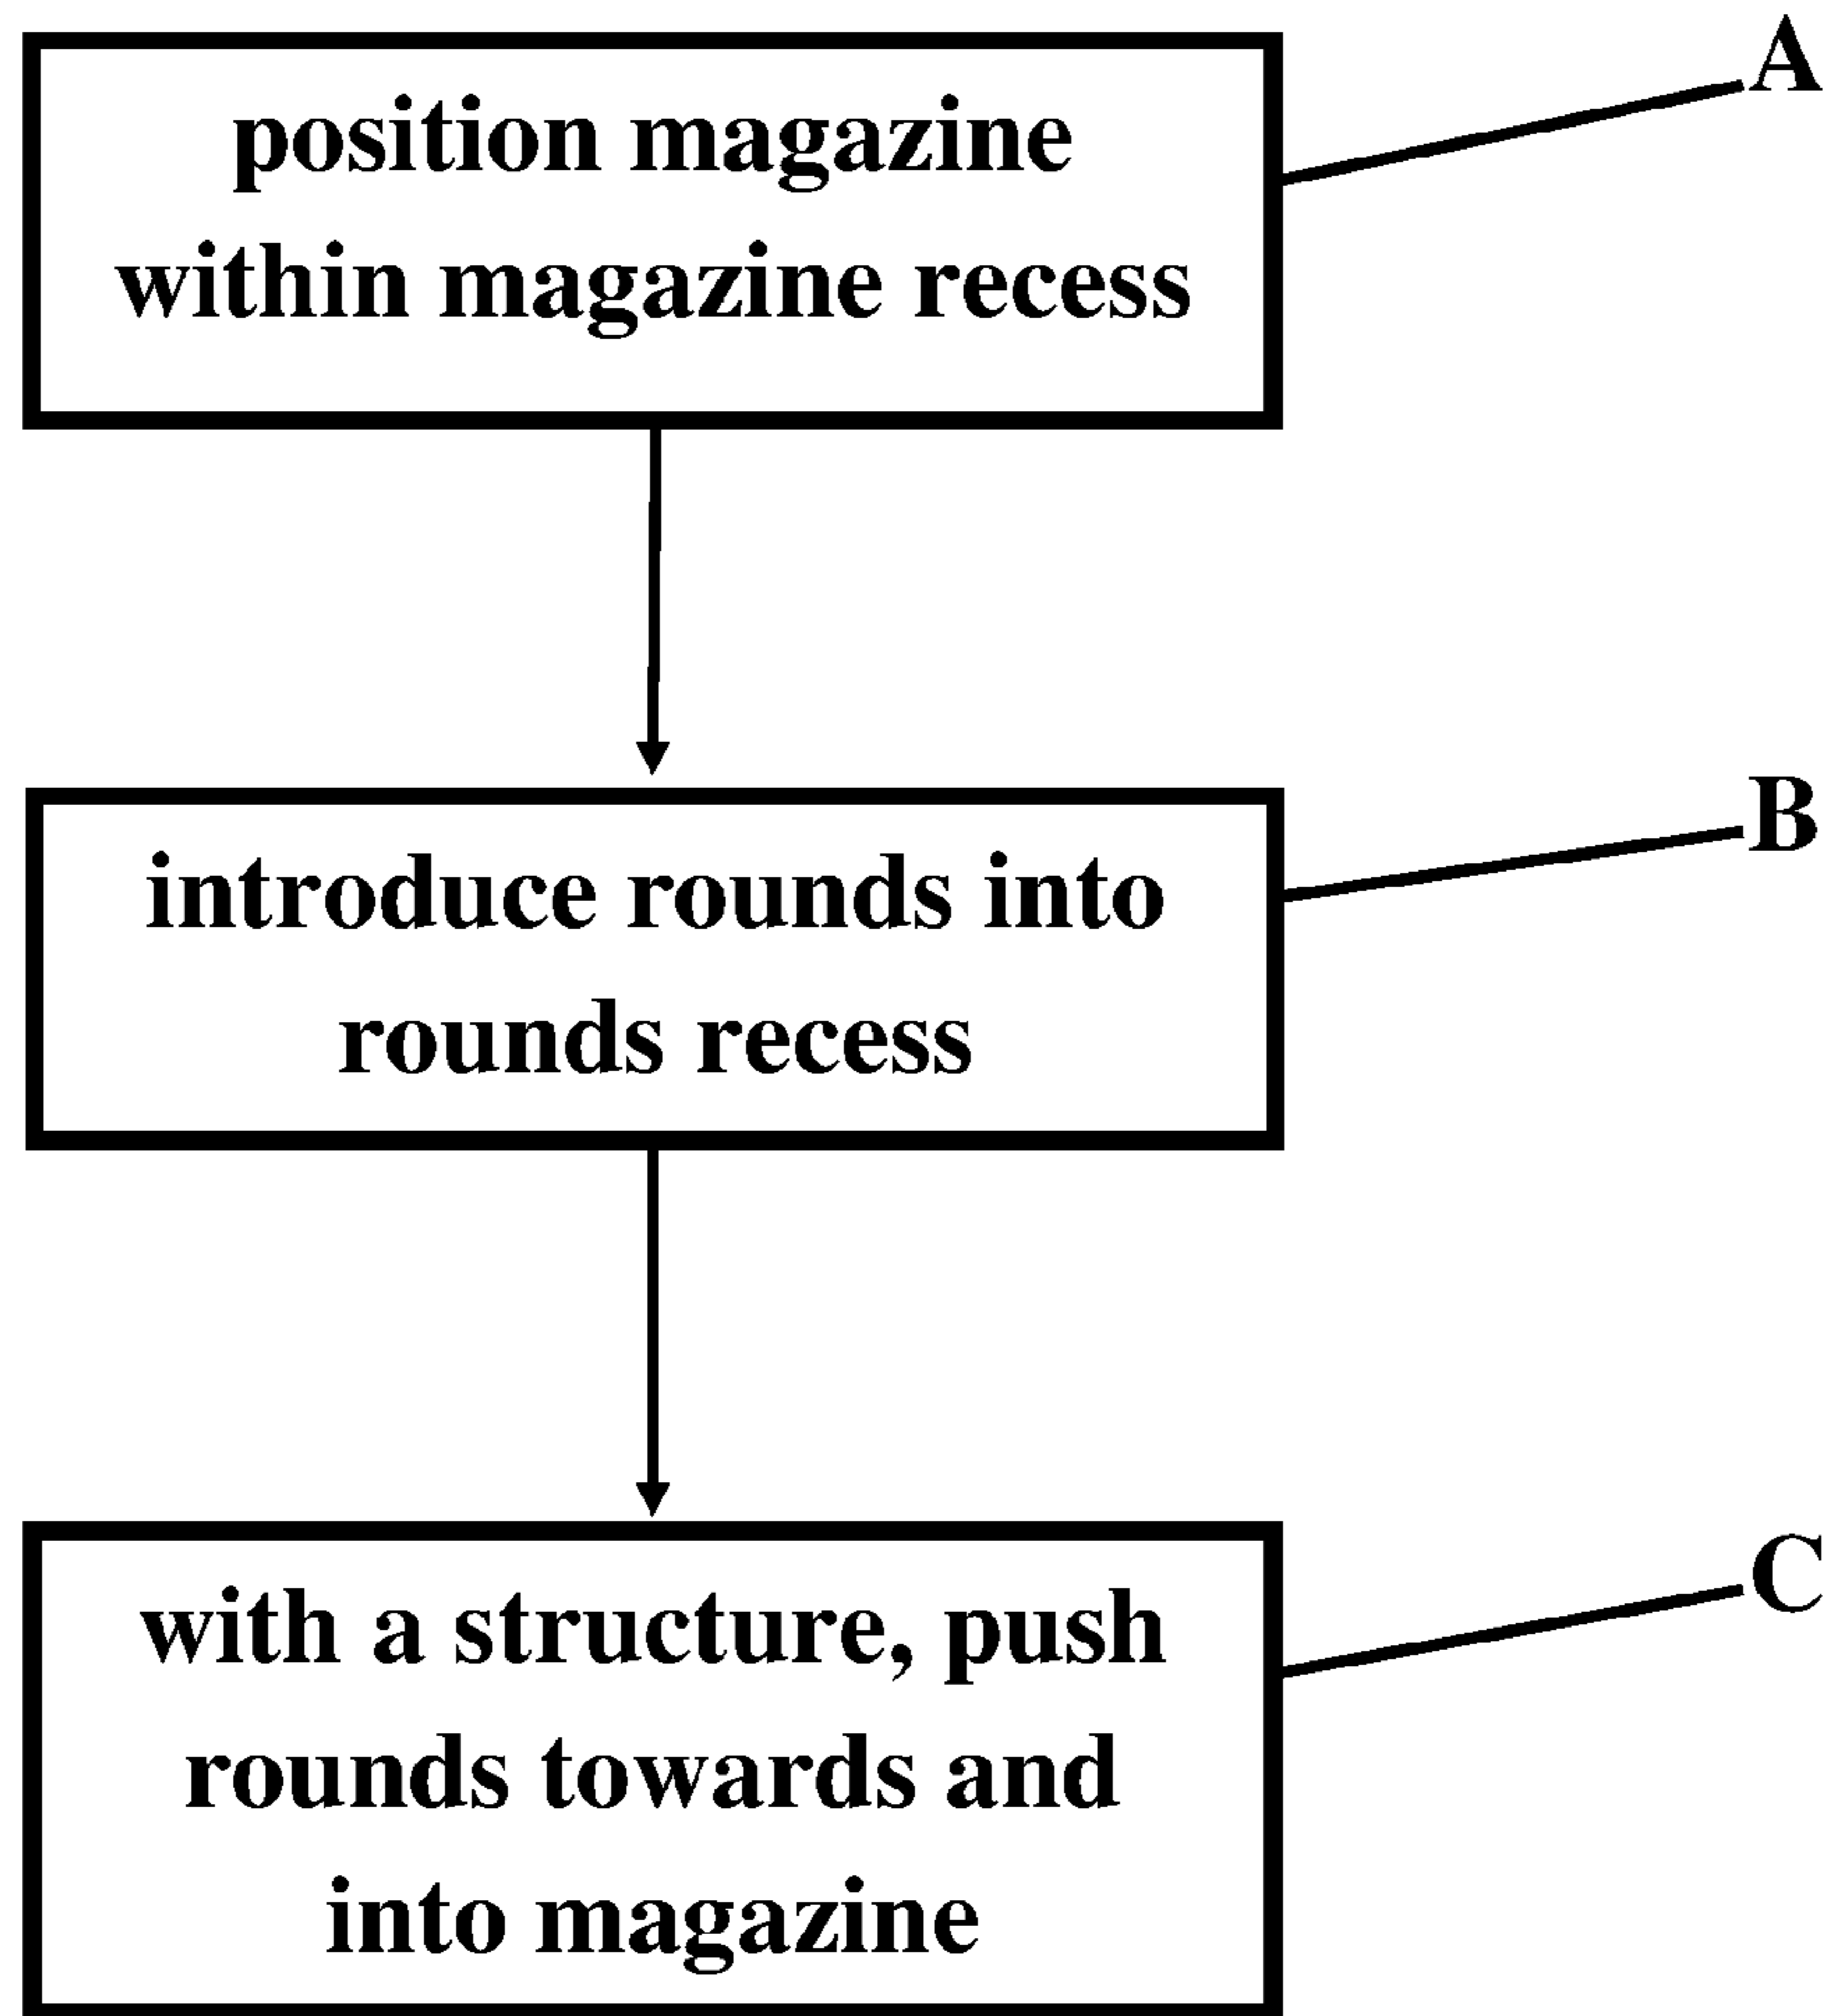 A
position magazine
within magazine recess
B
introduce rounds into
rounds recess
C
with a structure, push
rounds towards and
into magazine